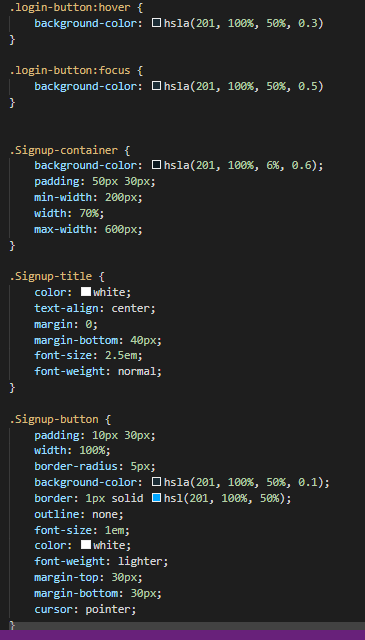 .login-button:hover {
    background-color: hsla(201, 100%, 50%, 0.3)
}

.login-button:focus {
    background-color: hsla(201, 100%, 50%, 0.5)
}

.Signup-container {
    background-color: hsla(201, 100%, 6%, 0.6);
    padding: 50px 30px;
    min-width: 200px;
    width: 70%;
    max-width: 600px;
}

.Signup-title {
    color: white;
    text-align: center;
    margin: 0;
    margin-bottom: 40px;
    font-size: 2.5em;
    font-weight: normal;
}

.Signup-button {
    padding: 10px 30px;
    width: 100%;
    border-radius: 5px;
    background-color: hsla(201, 100%, 50%, 0.1);
    border: 1px solid hsl(201, 100%, 50%);
    outline: none;
    font-size: 1em;
    color: white;
    font-weight: lighter;
    margin-top: 30px;
    margin-bottom: 30px;
    cursor: pointer;
}